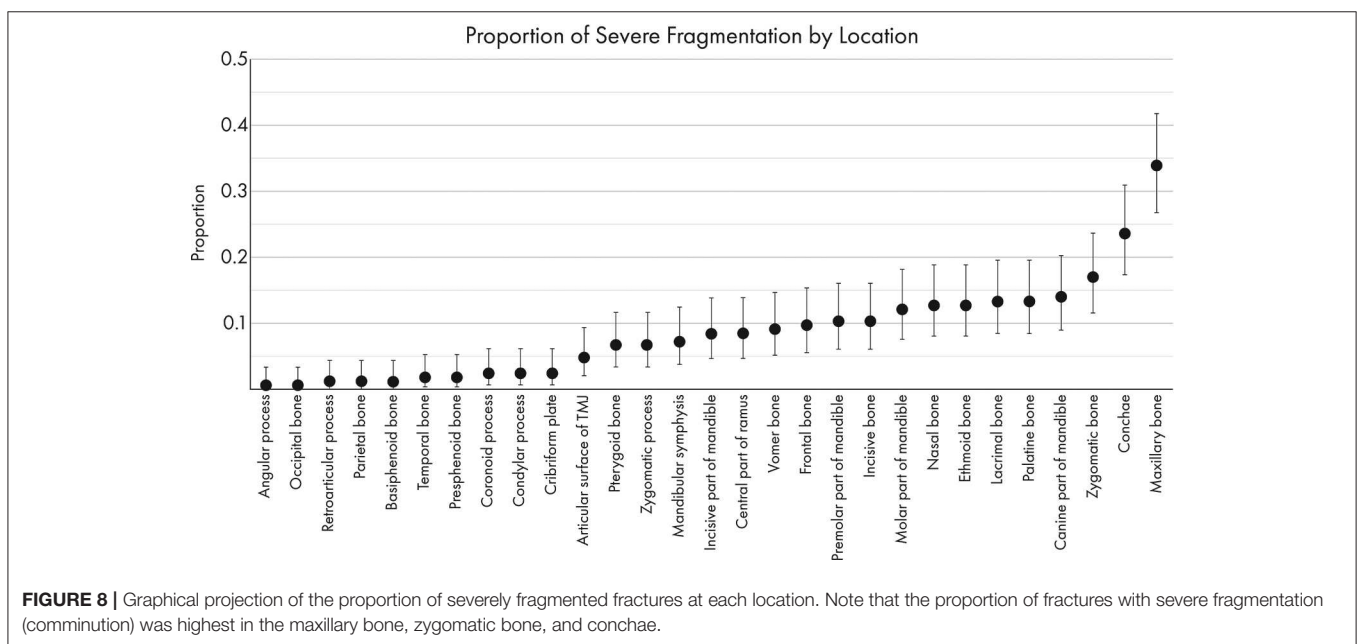 Proportion of Severe Fragmentation by Location
0.5
0.4
0.3
0.2
0.1
Proportion
Angular process
Occipital bone
Retroarticular process
Parietal bone
Basiphenoid bone
Temporal bone
Presphenoid bone
Coronoid process
Condylar process
Cribriform plate
Articular surface of TMJ
Pterygoid bone
Zygomatic process
Mandibular symphysis
Incisive part of mandible
Central part of ramus
Vomer bone
Frontal bone
Premolar part of mandible
Incisive bone
Molar part of mandible
Nasal bone
Ethmoid bone
Lacrimal bone
Palatine bone
Canine part of mandible
Zygomatic bone
Conchae
Maxillary bone
FIGURE 8 | Graphical projection of the proportion of severely fragmented fractures at each location. Note that the proportion of fractures with severe fragmentation
(comminution) was highest in the maxillary bone, zygomatic bone, and conchae.